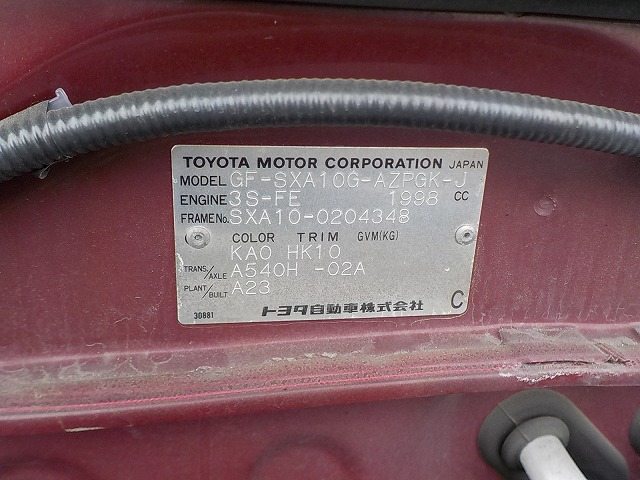 TOYOTA MOTOR CORPORATION JAPAN
MODEL GF-SXA10G-AZPGK-J
ENGINE 3S-FE 1998 CC
FRAME No. SXA10-0204348
COLOR TRIM GVM(KG)
KA0 HK10
TRANS./AXLE A540H -02A
PLANT/BUILT A23
30881 トヨタ自動車株式会社 C